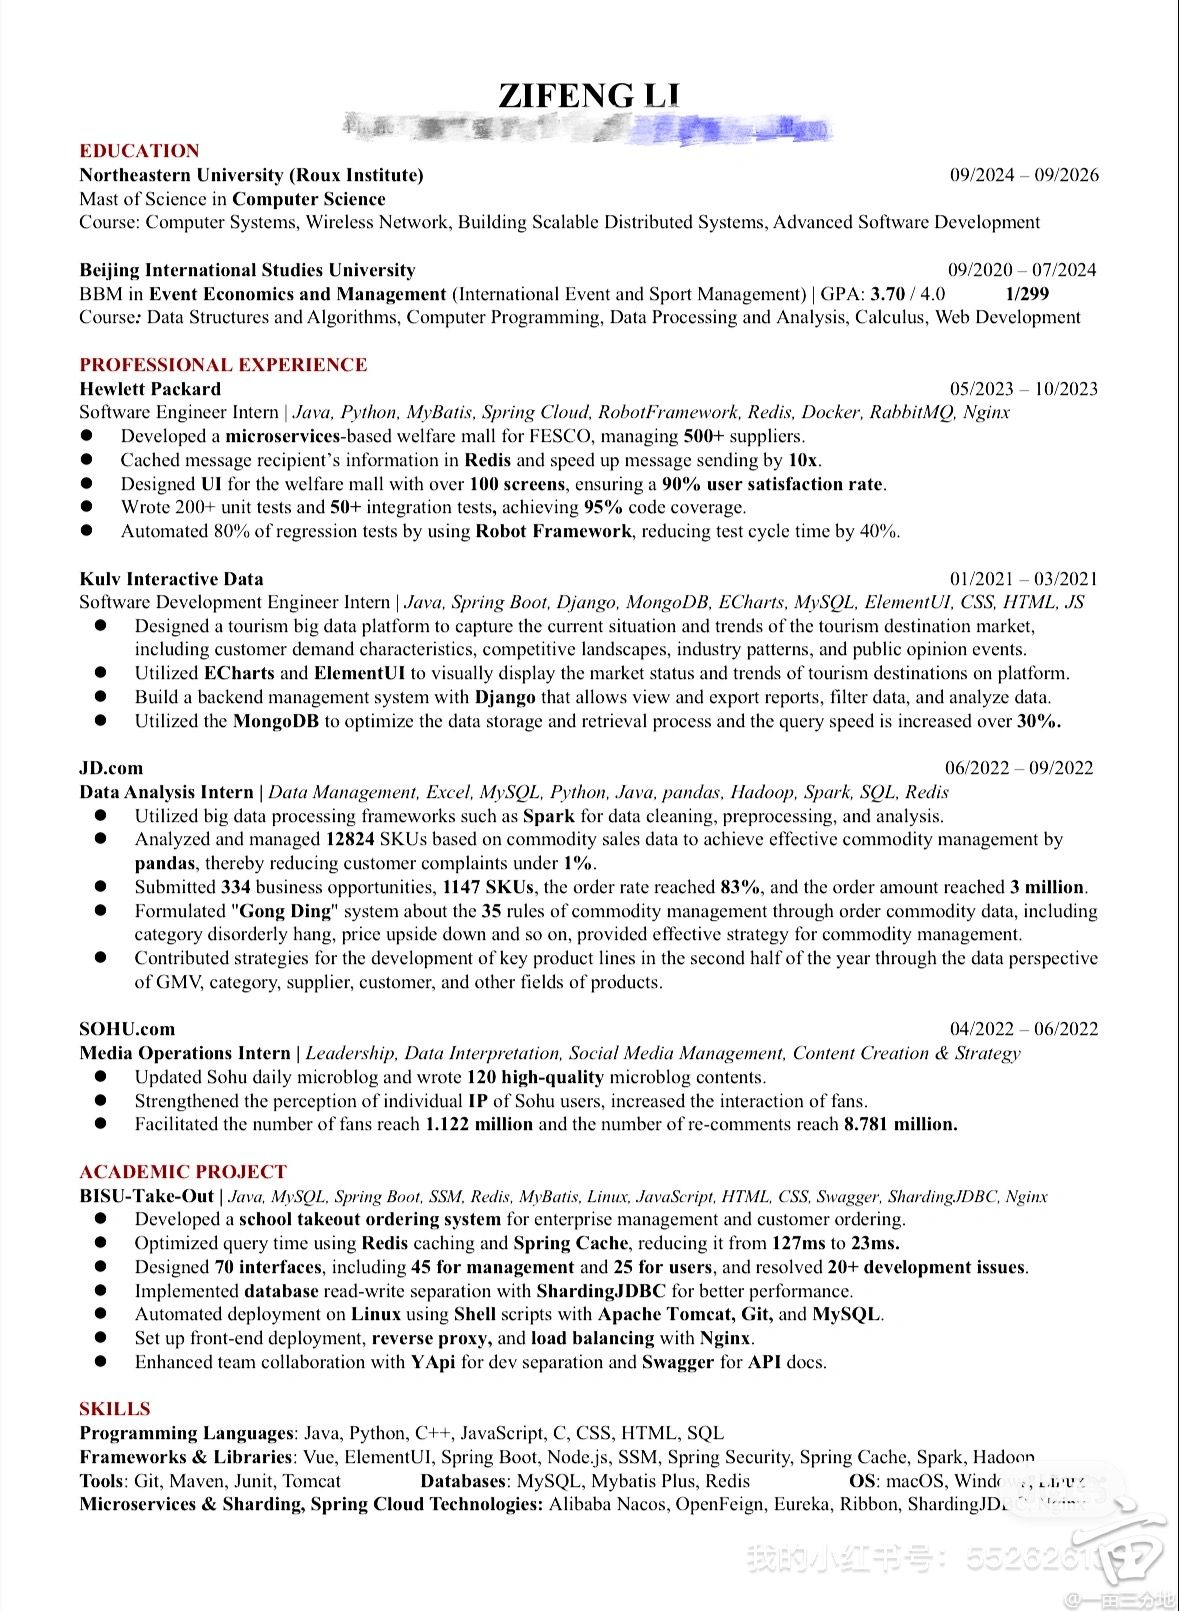 ZIFENG LI
EDUCATION
Northeastern University (Roux Institute) 09/2024 – 09/2026
Mast of Science in Computer Science
Course: Computer Systems, Wireless Network, Building Scalable Distributed Systems, Advanced Software Development
Beijing International Studies University 09/2020 – 07/2024
BBM in Event Economics and Management (International Event and Sport Management) | GPA: 3.70 / 4.0 1/299
Course: Data Structures and Algorithms, Computer Programming, Data Processing and Analysis, Calculus, Web Development
PROFESSIONAL EXPERIENCE
Hewlett Packard 05/2023 – 10/2023
Software Engineer Intern | Java, Python, MyBatis, Spring Cloud, RobotFramework, Redis, Docker, RabbitMQ, Nginx
● Developed a microservices-based welfare mall for FESCO, managing 500+ suppliers.
● Cached message recipient's information in Redis and speed up message sending by 10x.
● Designed UI for the welfare mall with over 100 screens, ensuring a 90% user satisfaction rate.
● Wrote 200+ unit tests and 50+ integration tests, achieving 95% code coverage.
● Automated 80% of regression tests by using Robot Framework, reducing test cycle time by 40%.
Kulv Interactive Data 01/2021 – 03/2021
Software Development Engineer Intern | Java, Spring Boot, Django, MongoDB, ECharts, MySQL, ElementUI, CSS, HTML, JS
● Designed a tourism big data platform to capture the current situation and trends of the tourism destination market,
including customer demand characteristics, competitive landscapes, industry patterns, and public opinion events.
● Utilized ECharts and ElementUI to visually display the market status and trends of tourism destinations on platform.
● Build a backend management system with Django that allows view and export reports, filter data, and analyze data.
● Utilized the MongoDB to optimize the data storage and retrieval process and the query speed is increased over 30%.
JD.com 06/2022 – 09/2022
Data Analysis Intern | Data Management, Excel, MySQL, Python, Java, pandas, Hadoop, Spark, SQL, Redis
● Utilized big data processing frameworks such as Spark for data cleaning, preprocessing, and analysis.
● Analyzed and managed 12824 SKUs based on commodity sales data to achieve effective commodity management by
pandas, thereby reducing customer complaints under 1%.
● Submitted 334 business opportunities, 1147 SKUs, the order rate reached 83%, and the order amount reached 3 million.
● Formulated "Gong Ding" system about the 35 rules of commodity management through order commodity data, including
category disorderly hang, price upside down and so on, provided effective strategy for commodity management.
● Contributed strategies for the development of key product lines in the second half of the year through the data perspective
of GMV, category, supplier, customer, and other fields of products.
SOHU.com 04/2022 – 06/2022
Media Operations Intern | Leadership, Data Interpretation, Social Media Management, Content Creation & Strategy
● Updated Sohu daily microblog and wrote 120 high-quality microblog contents.
● Strengthened the perception of individual IP of Sohu users, increased the interaction of fans.
● Facilitated the number of fans reach 1.122 million and the number of re-comments reach 8.781 million.
ACADEMIC PROJECT
BISU-Take-Out | Java, MySQL, Spring Boot, SSM, Redis, MyBatis, Linux, JavaScript, HTML, CSS, Swagger, ShardingJDBC, Nginx
● Developed a school takeout ordering system for enterprise management and customer ordering.
● Optimized query time using Redis caching and Spring Cache, reducing it from 127ms to 23ms.
● Designed 70 interfaces, including 45 for management and 25 for users, and resolved 20+ development issues.
● Implemented database read-write separation with ShardingJDBC for better performance.
● Automated deployment on Linux using Shell scripts with Apache Tomcat, Git, and MySQL.
● Set up front-end deployment, reverse proxy, and load balancing with Nginx.
● Enhanced team collaboration with YApi for dev separation and Swagger for API docs.
SKILLS
Programming Languages: Java, Python, C++, JavaScript, C, CSS, HTML, SQL
Frameworks & Libraries: Vue, ElementUI, Spring Boot, Node.js, SSM, Spring Security, Spring Cache, Spark, Hadoop
Tools: Git, Maven, Junit, Tomcat Databases: MySQL, Mybatis Plus, Redis OS: macOS, Windows, Linux
Microservices & Sharding, Spring Cloud Technologies: Alibaba Nacos, OpenFeign, Eureka, Ribbon, ShardingJDBC, Nginx
我的小红书号：
@一亩三分地